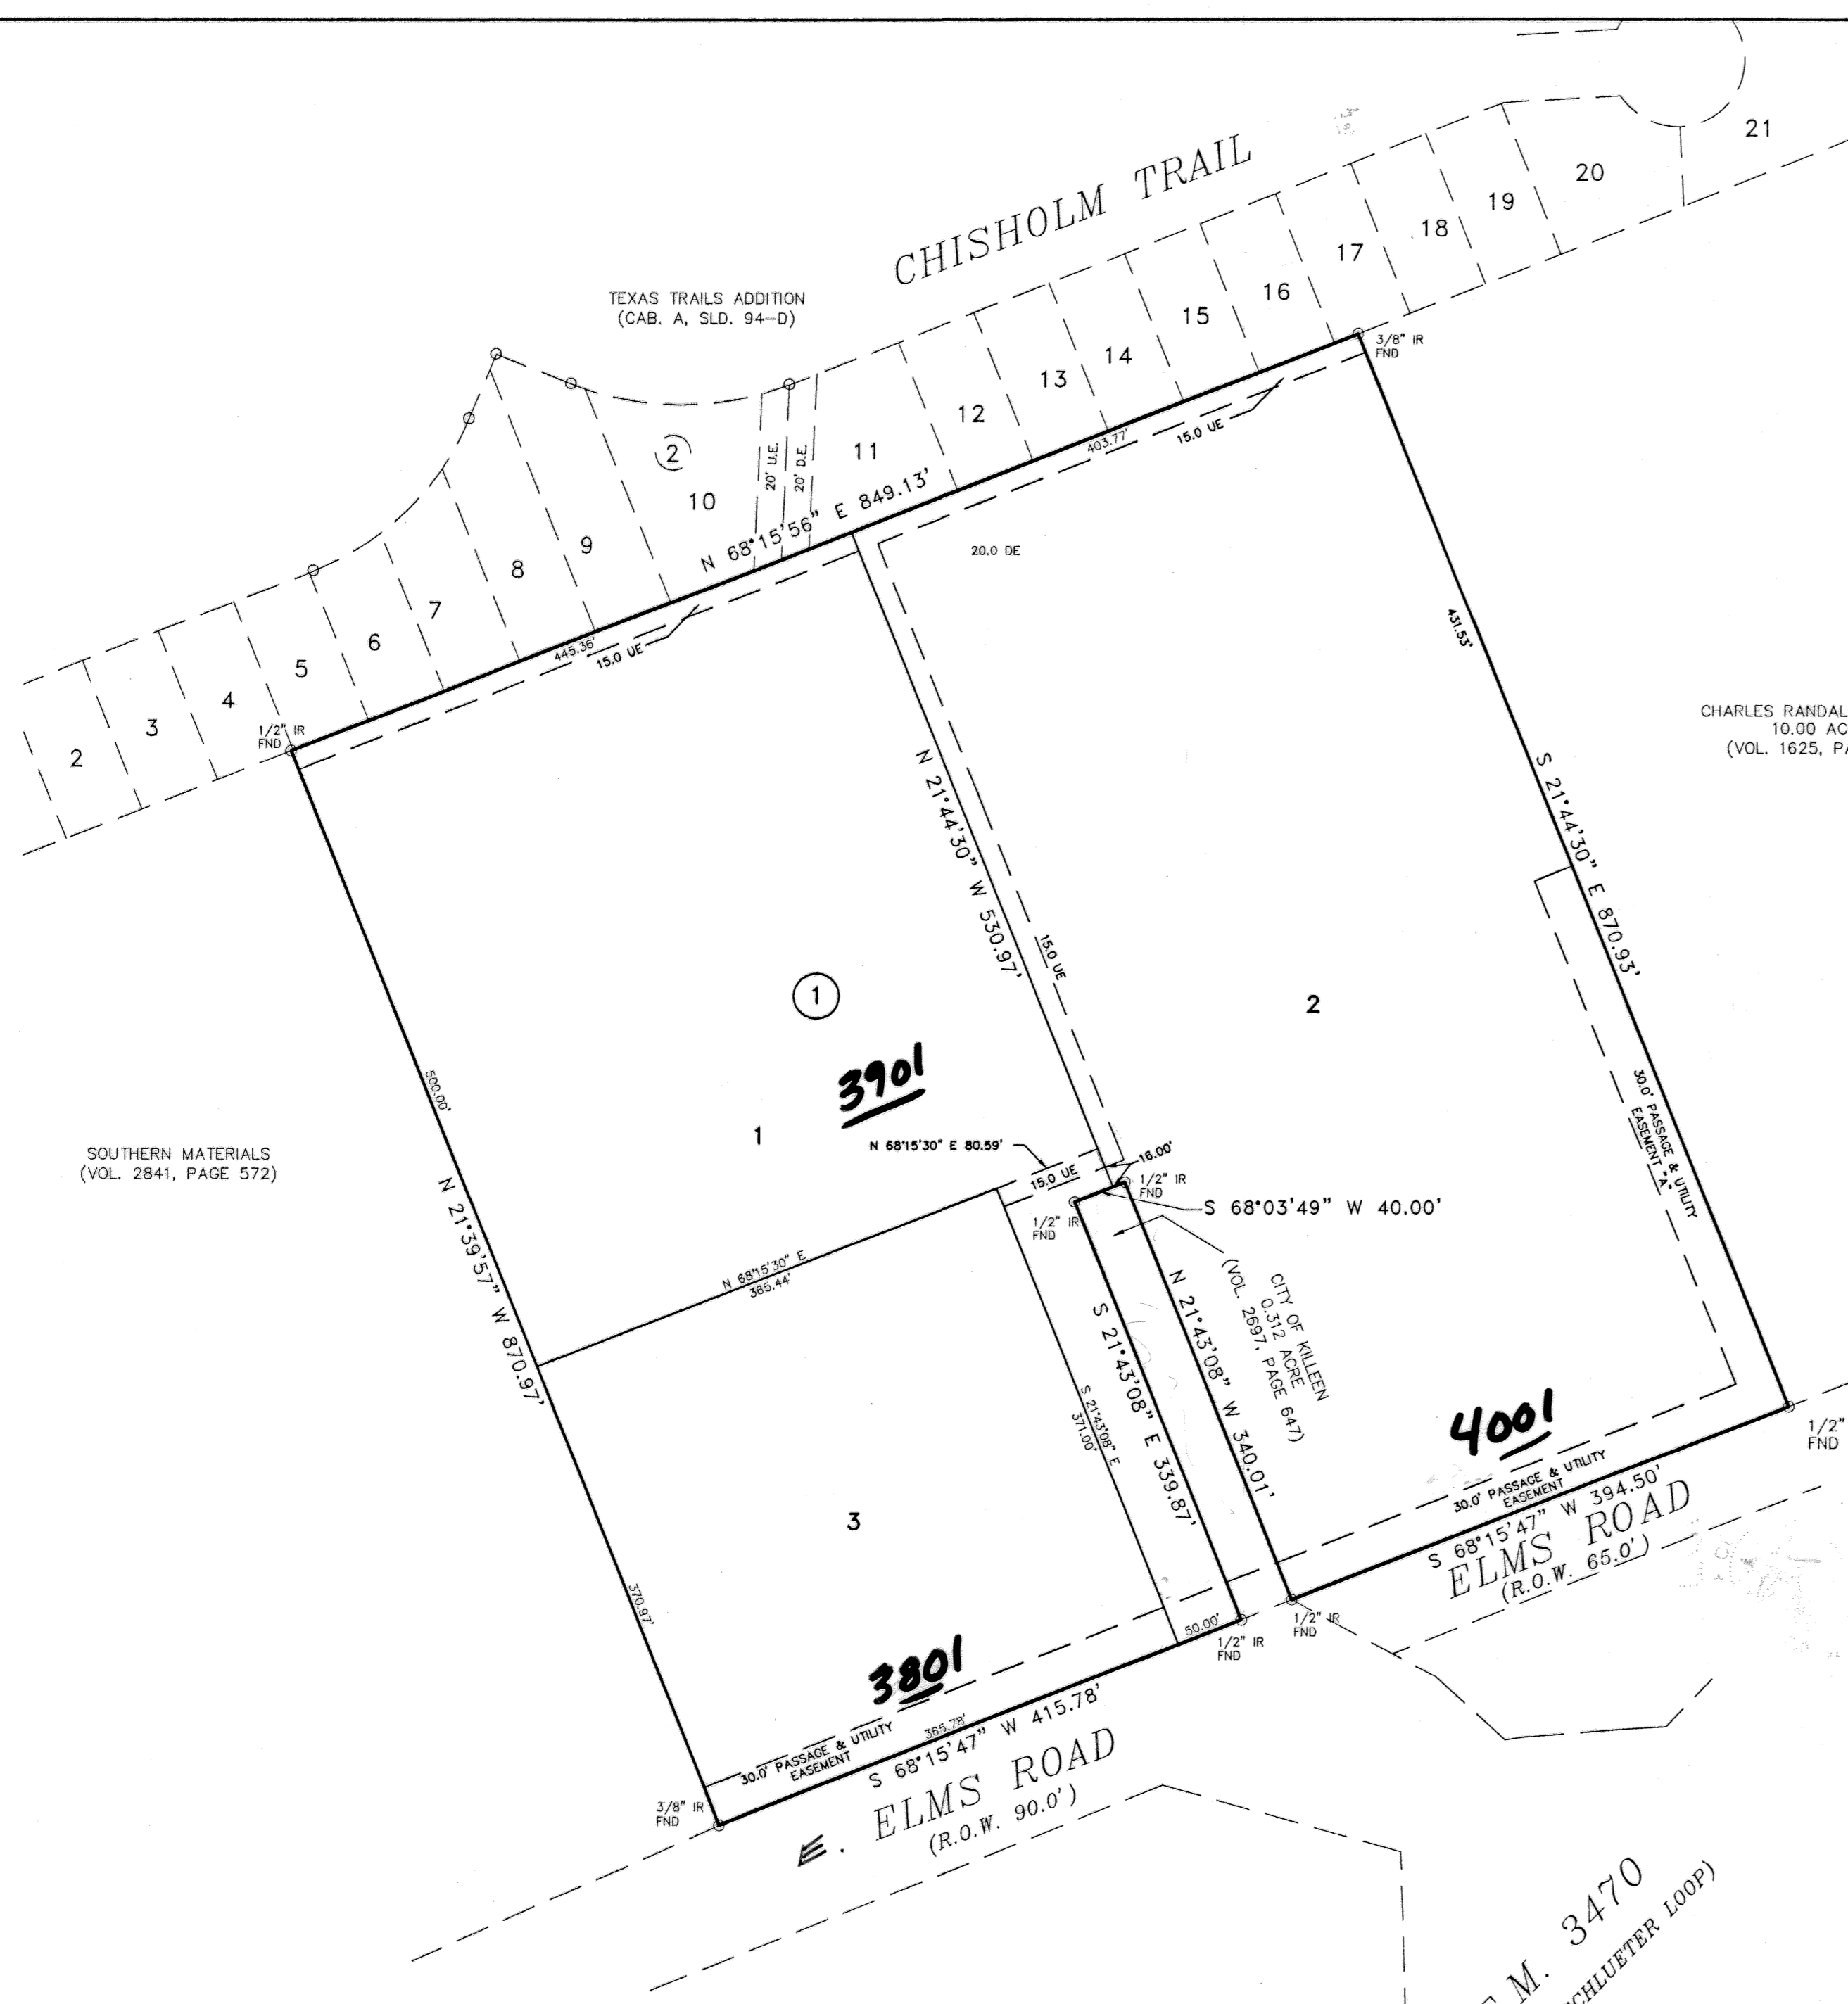 CHISHOLM TRAIL
TEXAS TRAILS ADDITION
(CAB. A, SLD. 94-D)
21
20
19
18
17
16
15
14
13
12
11
2
10
9
8
7
6
5
4
3
2
20' U.E.
20' D.E.
3/8" IR
FND
N 68°15'56" E 849.13'
403.77'
15.0 UE
20.0 DE
445.36'
15.0 UE
1/2" IR
FND
431.53'
CHARLES RANDAL
10.00 AC
(VOL. 1625,
S 21°44'30" E 870.93'
N 21°44'30" W 530.97'
15.0 UE
1
3901
1
2
500.00'
SOUTHERN MATERIALS
(VOL. 2841, PAGE 572)
N 21°39'57" W 870.97'
N 68°15'30" E 80.59'
16.00'
15.0 UE
1/2" IR
FND
S 68°03'49" W 40.00'
1/2" IR
FND
30.0' PASSAGE & UTILITY
EASEMENT "A"
N 68°15'30" E
365.44'
CITY OF KILLEEN
0.312 ACRE
(VOL. 2697, PAGE 647)
N 21°43'08" W 340.01'
S 21°43'08" E 339.87'
S 21°43'08" E
371.00'
4001
30.0' PASSAGE & UTILITY
EASEMENT
S 68°15'47" W 394.50'
ELMS ROAD
(R.O.W. 65.0')
1/2"
FND
3
370.97'
3801
50.00'
1/2" IR
FND
1/2" IR
FND
365.78'
30.0' PASSAGE & UTILITY
EASEMENT
S 68°15'47" W 415.78'
3/8" IR
FND
E. ELMS ROAD
(R.O.W. 90.0')
M. 3470
CHLUETER LOOP)